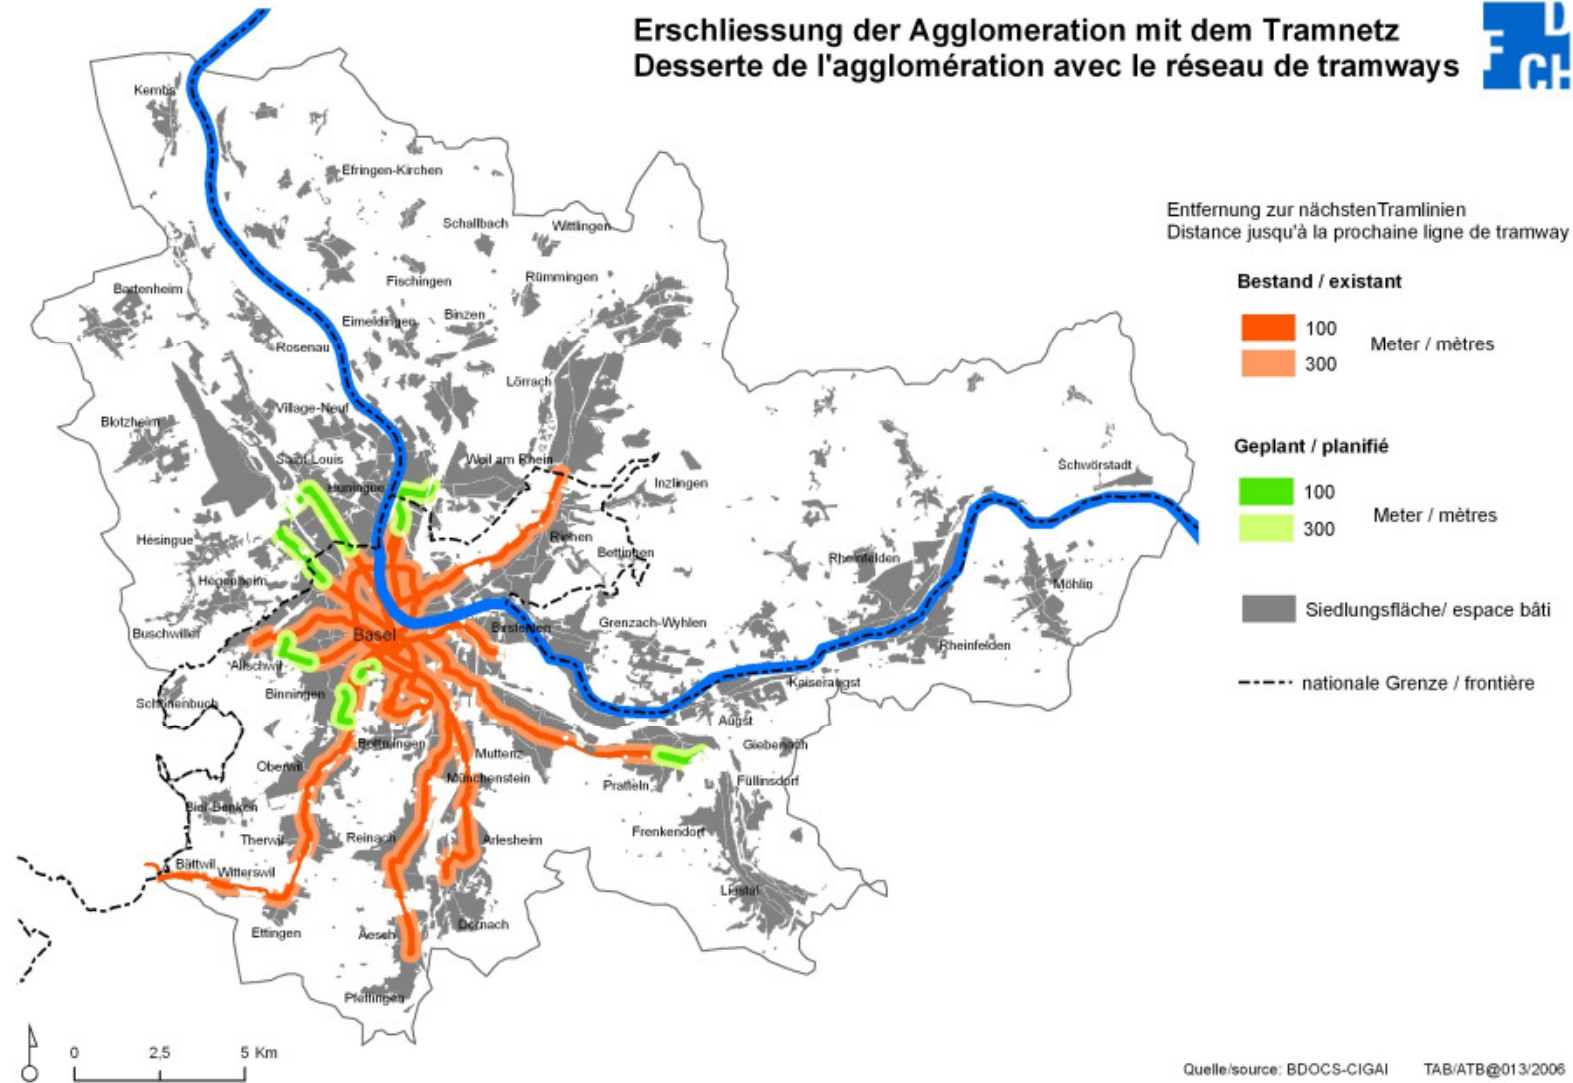 Erschliessung der Agglomeration mit dem Tramnetz
Desserte de l'agglomération avec le réseau de tramways
D
F
CH
Kembs
Efringen-Kirchen
Schallbach
Wittlingen
Entfernung zur nächsten Tramlinien
Distance jusqu'à la prochaine ligne de tramway
Fischingen
Rümmingen
Bestand / existant
Bartenheim
Eimeldingen
Binzen
100
Meter / mètres
300
Rosenau
Lörrach
Village-Neuf
Blotzheim
Geplant / planifié
Saint Louis
Weil am Rhein
Schwörstadt
Huningue
Inzlingen
100
Meter / mètres
300
Hésingue
Riehen
Bettingen
Rheinfelden
Hegenheim
Möhlin
Siedlungsfläche/ espace bâti
Buschwiller
Basel
Birsfelden
Grenzach-Wyhlen
Rheinfelden
Allschwil
Kaiseraugst
nationale Grenze / frontière
Binningen
Schönenbuch
Augst
Bottmingen
Giebenach
Muttenz
Oberwil
Münchenstein
Pratteln
Füllinsdorf
Biel-Benken
Therwil
Reinach
Arlesheim
Frenkendorf
Bättwil
Witterswil
Liestal
Ettingen
Aesch
Dornach
Pfeffingen
0 2,5 5 Km
Quelle/source: BDOCS-CIGAI TAB/ATB@013/2006